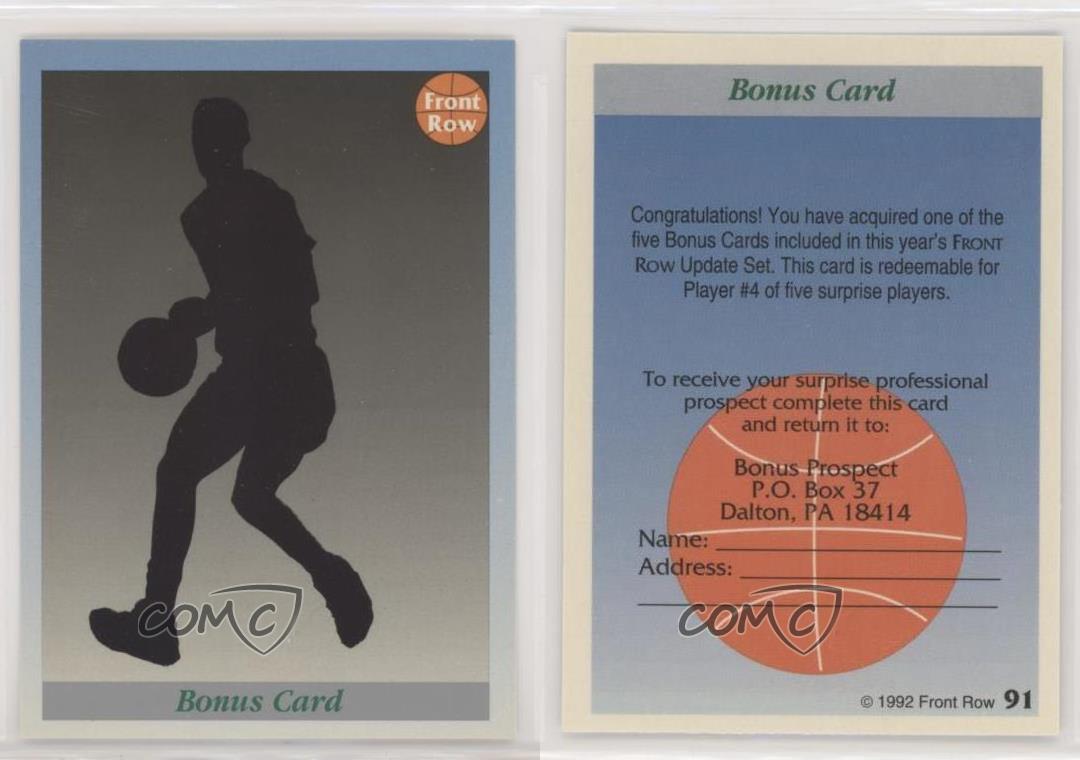 Front
Row
COMC
Bonus Card
Bonus Card
Congratulations! You have acquired one of the
five Bonus Cards included in this year's FRONT
ROW Update Set. This card is redeemable for
Player #4 of five surprise players.
To receive your surprise professional
prospect complete this card
and return it to:
Bonus Prospect
P.O. Box 37
Dalton, PA 18414
Name:
Address:
COMC
© 1992 Front Row 91